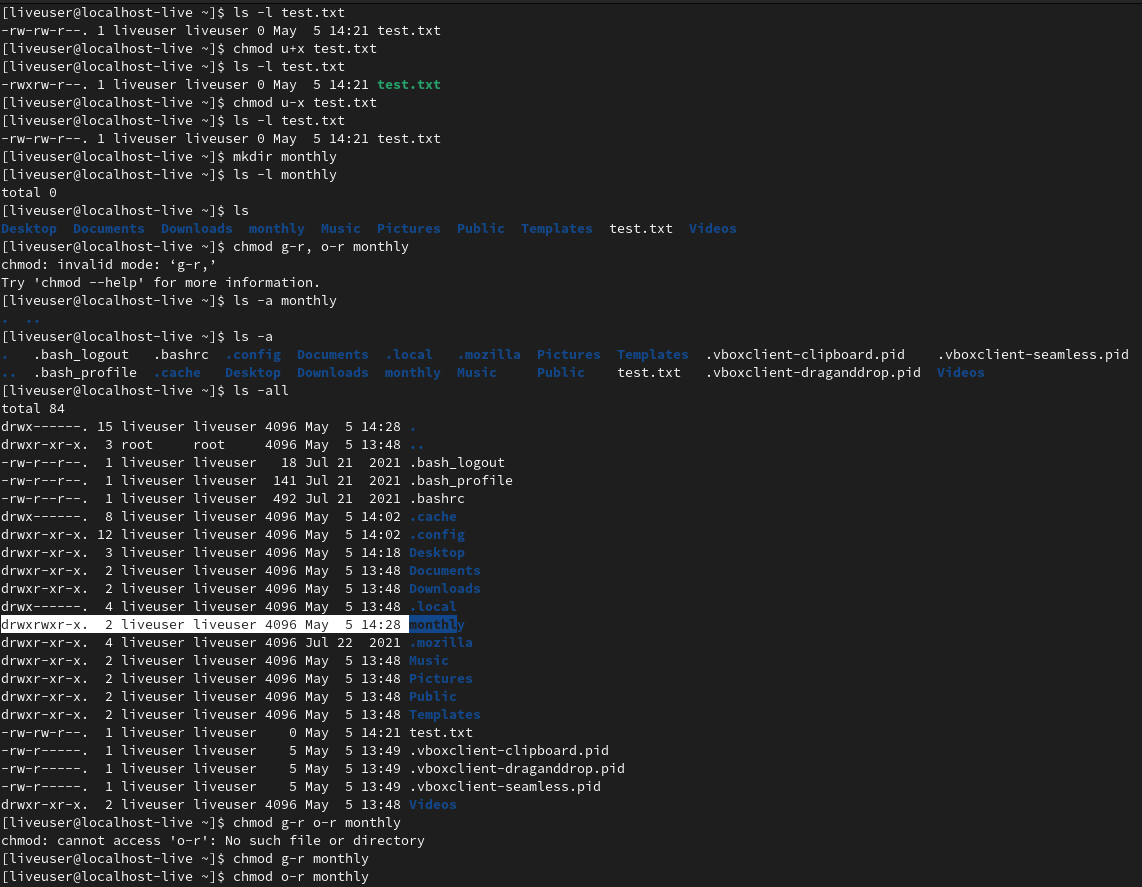 [liveuser@localhost-live ~]$ ls -l test.txt
-rw-rw-r--. 1 liveuser liveuser 0 May  5 14:21 test.txt
[liveuser@localhost-live ~]$ chmod u+x test.txt
[liveuser@localhost-live ~]$ ls -l test.txt
-rwxrw-r--. 1 liveuser liveuser 0 May  5 14:21 test.txt
[liveuser@localhost-live ~]$ chmod u-x test.txt
[liveuser@localhost-live ~]$ ls -l test.txt
-rw-rw-r--. 1 liveuser liveuser 0 May  5 14:21 test.txt
[liveuser@localhost-live ~]$ mkdir monthly
[liveuser@localhost-live ~]$ ls -l monthly
total 0
[liveuser@localhost-live ~]$ ls
Desktop  Documents  Downloads  monthly  Music  Pictures  Public  Templates  test.txt  Videos
[liveuser@localhost-live ~]$ chmod g-r, o-r monthly
chmod: invalid mode: ‘g-r,’
Try 'chmod --help' for more information.
[liveuser@localhost-live ~]$ ls -a monthly
.  ..
[liveuser@localhost-live ~]$ ls -a
.   .bash_logout   .bashrc  .config  Documents  .local   .mozilla  Pictures  Templates  .vboxclient-clipboard.pid    .vboxclient-seamless.pid
..  .bash_profile  .cache   Desktop  Downloads  monthly  Music     Public    test.txt   .vboxclient-draganddrop.pid  Videos
[liveuser@localhost-live ~]$ ls -all
total 84
drwx------. 15 liveuser liveuser 4096 May  5 14:28 .
drwxr-xr-x.  3 root     root     4096 May  5 13:48 ..
-rw-r--r--.  1 liveuser liveuser   18 Jul 21  2021 .bash_logout
-rw-r--r--.  1 liveuser liveuser  141 Jul 21  2021 .bash_profile
-rw-r--r--.  1 liveuser liveuser  492 Jul 21  2021 .bashrc
drwx------.  8 liveuser liveuser 4096 May  5 14:02 .cache
drwxr-xr-x. 12 liveuser liveuser 4096 May  5 14:02 .config
drwxr-xr-x.  3 liveuser liveuser 4096 May  5 14:18 Desktop
drwxr-xr-x.  2 liveuser liveuser 4096 May  5 13:48 Documents
drwxr-xr-x.  2 liveuser liveuser 4096 May  5 13:48 Downloads
drwx------.  4 liveuser liveuser 4096 May  5 13:48 .local
drwxrwxr-x.  2 liveuser liveuser 4096 May  5 14:28 monthly
drwxr-xr-x.  4 liveuser liveuser 4096 Jul 22  2021 .mozilla
drwxr-xr-x.  2 liveuser liveuser 4096 May  5 13:48 Music
drwxr-xr-x.  2 liveuser liveuser 4096 May  5 13:48 Pictures
drwxr-xr-x.  2 liveuser liveuser 4096 May  5 13:48 Public
drwxr-xr-x.  2 liveuser liveuser 4096 May  5 13:48 Templates
-rw-rw-r--.  1 liveuser liveuser    0 May  5 14:21 test.txt
-rw-r-----.  1 liveuser liveuser    5 May  5 13:49 .vboxclient-clipboard.pid
-rw-r-----.  1 liveuser liveuser    5 May  5 13:49 .vboxclient-draganddrop.pid
-rw-r-----.  1 liveuser liveuser    5 May  5 13:49 .vboxclient-seamless.pid
drwxr-xr-x.  2 liveuser liveuser 4096 May  5 13:48 Videos
[liveuser@localhost-live ~]$ chmod g-r o-r monthly
chmod: cannot access 'o-r': No such file or directory
[liveuser@localhost-live ~]$ chmod g-r monthly
[liveuser@localhost-live ~]$ chmod o-r monthly